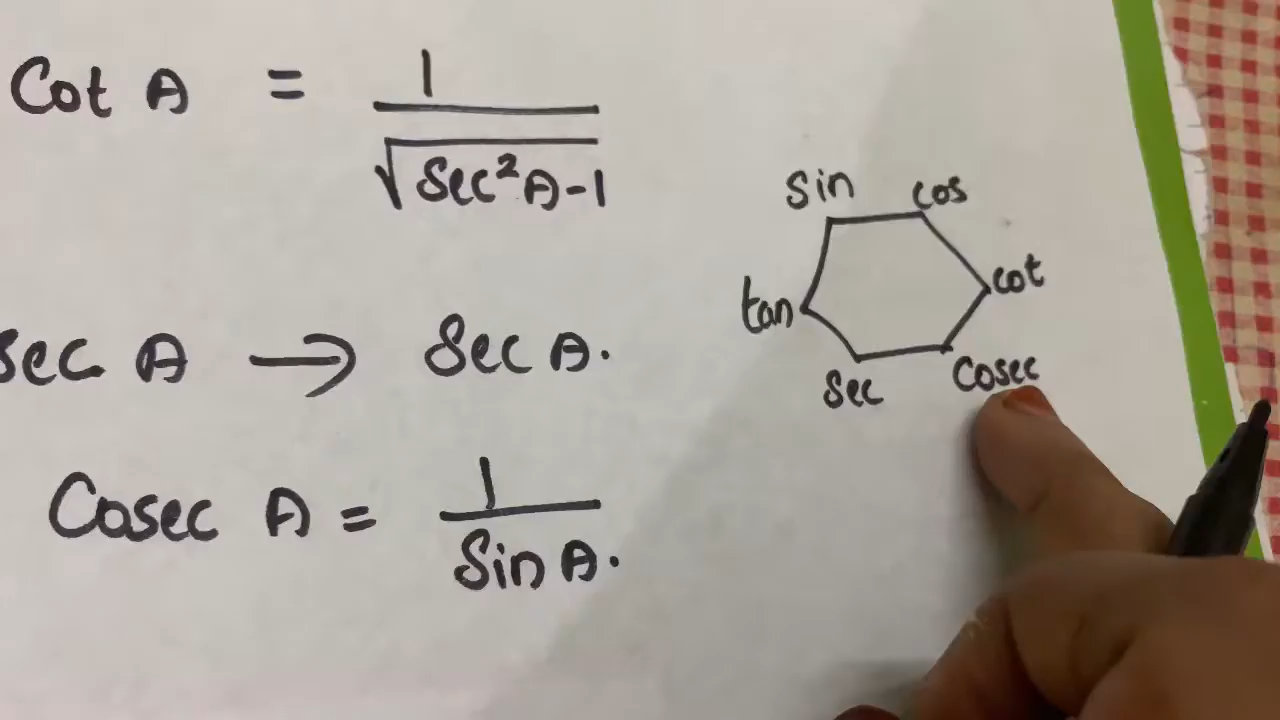 Cot A = 1 / √Sec²A-1
sec A → Sec A.
Cosec A = 1 / Sin A.
Sin cos
tan cot
Sec Cosec